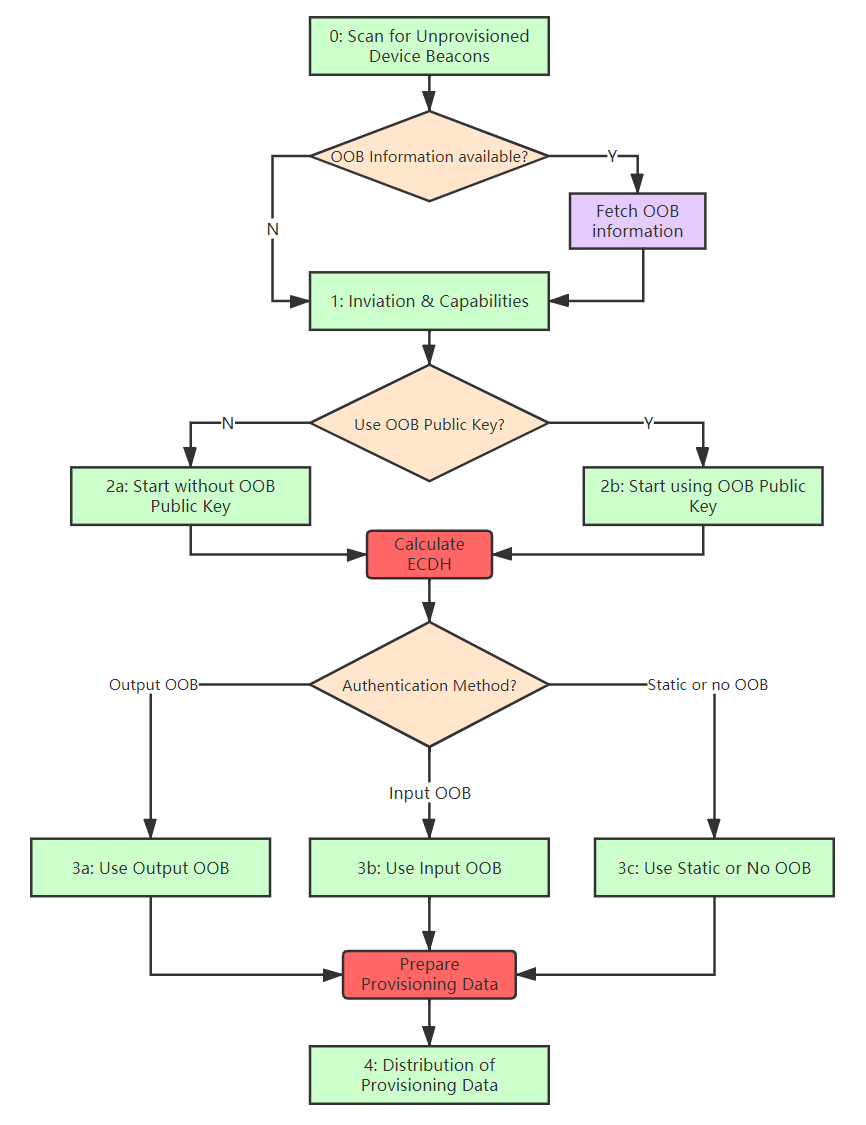 0: Scan for Unprovisioned
Device Beacons
OOB Information available?
Y
Fetch OOB
information
N
1: Inviation & Capabilities
Use OOB Public Key?
N
Y
2a: Start without OOB
Public Key
2b: Start using OOB Public
Key
Calculate
ECDH
Authentication Method?
Output OOB
Static or no OOB
Input OOB
3a: Use Output OOB
3b: Use Input OOB
3c: Use Static or No OOB
Prepare
Provisioning Data
4: Distribution of
Provisioning Data